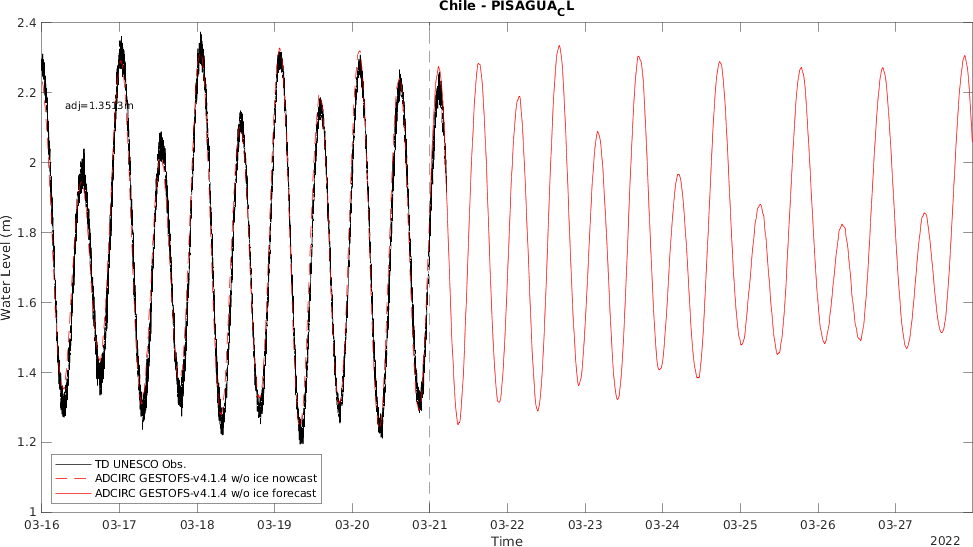 Chile - PISAGUA_CL
2.4
2.2
2
1.8
1.6
1.4
1.2
1
Water Level (m)
adj=1.3513m
TD UNESCO Obs.
ADCIRC GESTOFS-v4.1.4 w/o ice nowcast
ADCIRC GESTOFS-v4.1.4 w/o ice forecast
03-16 03-17 03-18 03-19 03-20 03-21 03-22 03-23 03-24 03-25 03-26 03-27
Time
2022